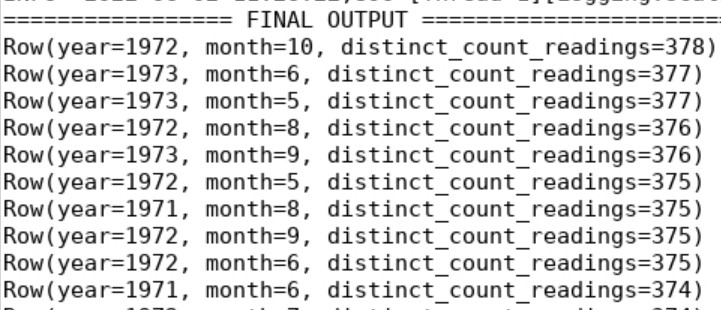 ================= FINAL OUTPUT =====================
Row(year=1972, month=10, distinct_count_readings=378)
Row(year=1973, month=6, distinct_count_readings=377)
Row(year=1973, month=5, distinct_count_readings=377)
Row(year=1972, month=8, distinct_count_readings=376)
Row(year=1973, month=9, distinct_count_readings=376)
Row(year=1972, month=5, distinct_count_readings=375)
Row(year=1971, month=8, distinct_count_readings=375)
Row(year=1972, month=9, distinct_count_readings=375)
Row(year=1972, month=6, distinct_count_readings=375)
Row(year=1971, month=6, distinct_count_readings=374)